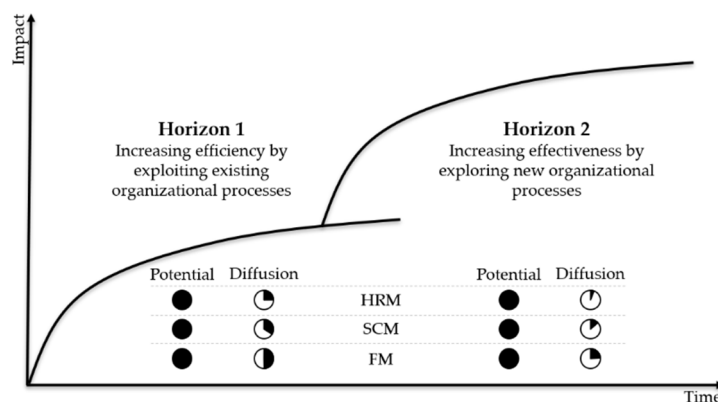 Impact
Horizon 1
Increasing efficiency by
exploiting existing
organizational processes
Horizon 2
Increasing effectiveness by
exploring new organizational
processes
Potential Diffusion Potential Diffusion
HRM
SCM
FM
Time